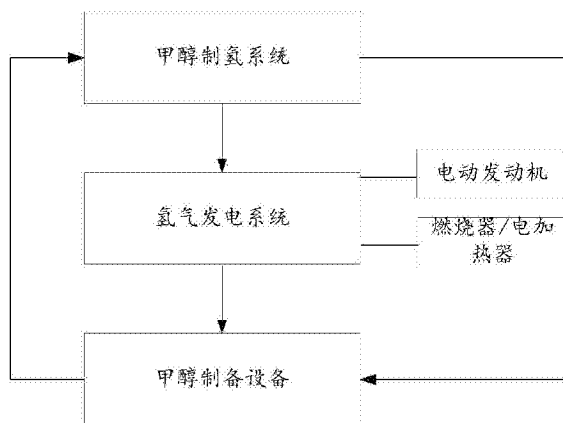 甲醇制氢系统
电动发动机
氢气发电系统
燃烧器/电加
热器
甲醇制备设备